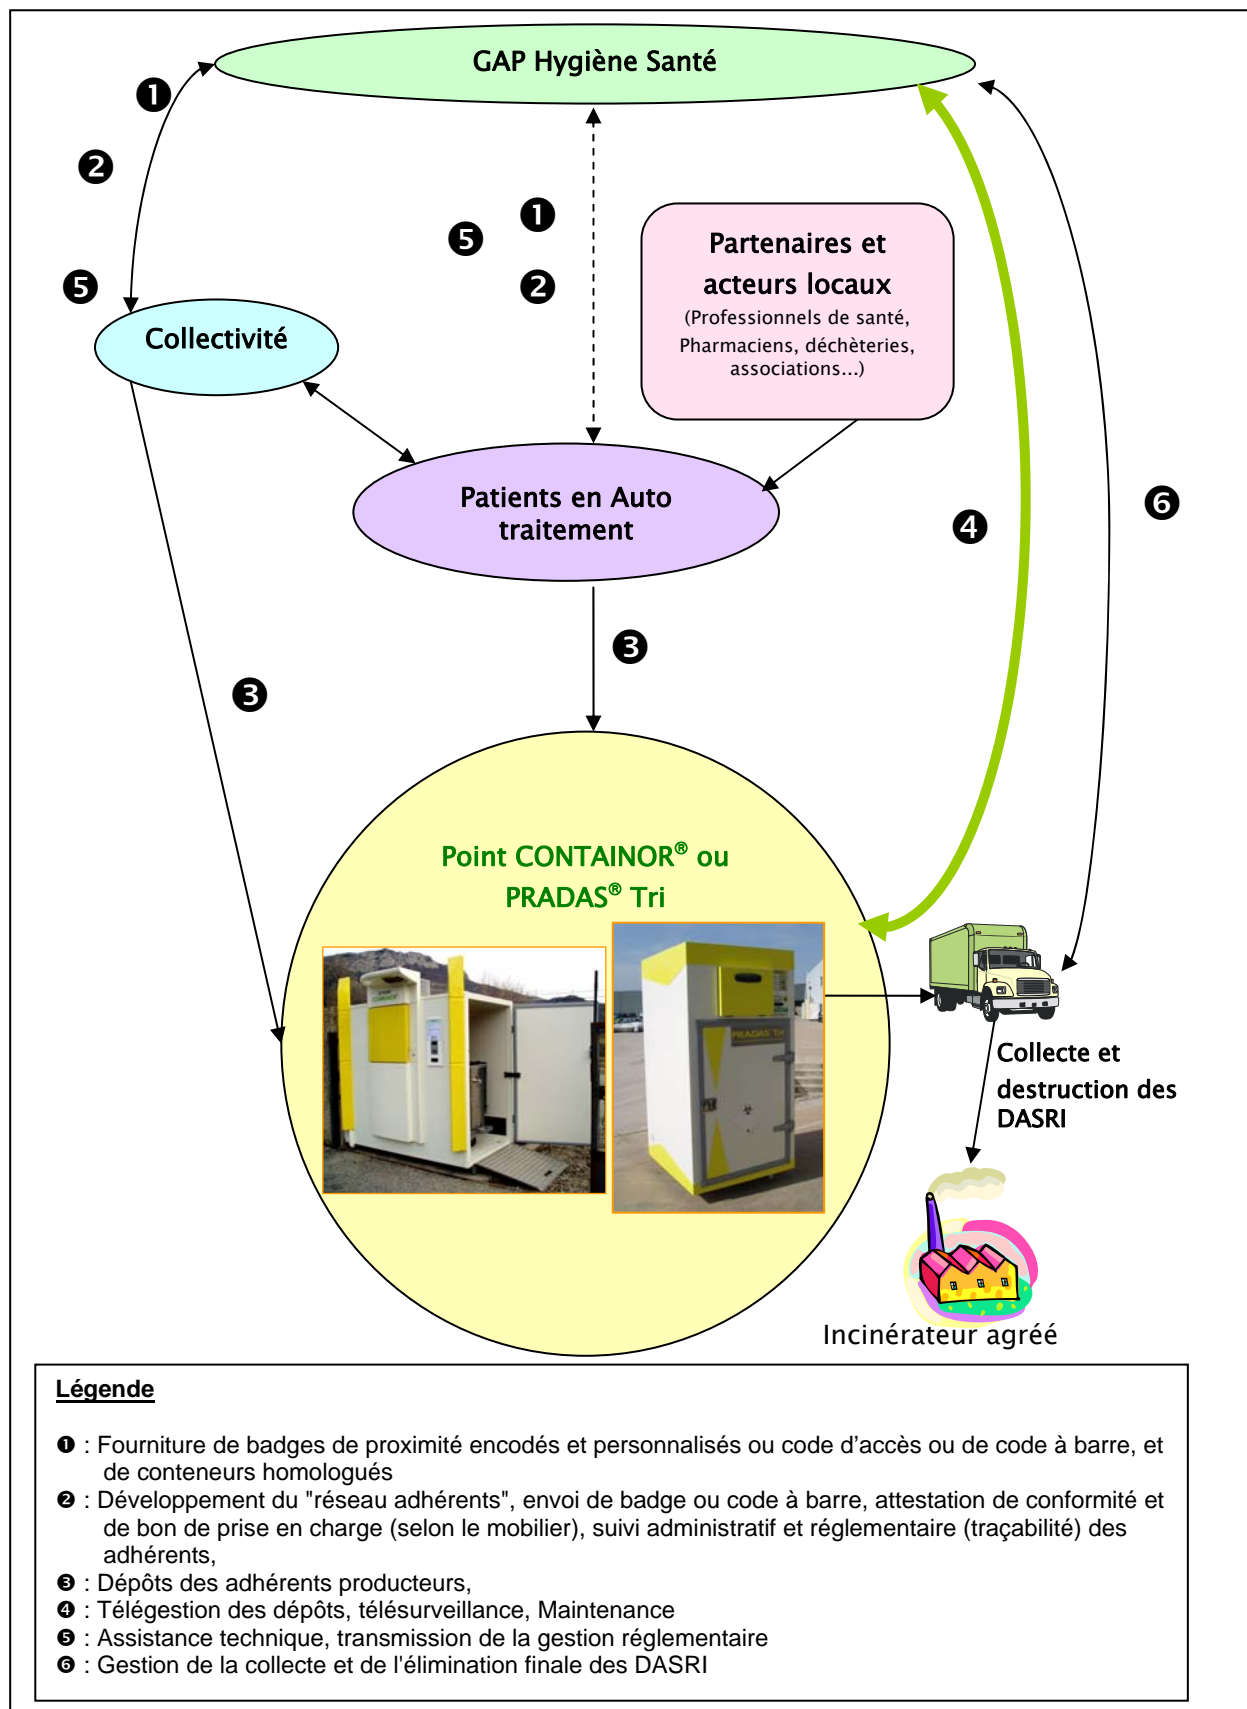 GAP Hygiène Santé
❶
❷
❺
❶
❺
❷
Partenaires et
acteurs locaux
(Professionnels de santé,
Pharmaciens, déchèteries,
associations...)
Collectivité
Patients en Auto
traitement
❹
❻
❸
❸
Point CONTAINOR® ou
PRADAS® Tri
PRADAS Tri
Collecte et
destruction des
DASRI
Incinérateur agréé
Légende
❶ : Fourniture de badges de proximité encodés et personnalisés ou code d'accès ou de code à barre, et
de conteneurs homologués
❷ : Développement du "réseau adhérents", envoi de badge ou code à barre, attestation de conformité et
de bon de prise en charge (selon le mobilier), suivi administratif et réglementaire (traçabilité) des
adhérents,
❸ : Dépôts des adhérents producteurs,
❹ : Télégestion des dépôts, télésurveillance, Maintenance
❺ : Assistance technique, transmission de la gestion réglementaire
❻ : Gestion de la collecte et de l'élimination finale des DASRI